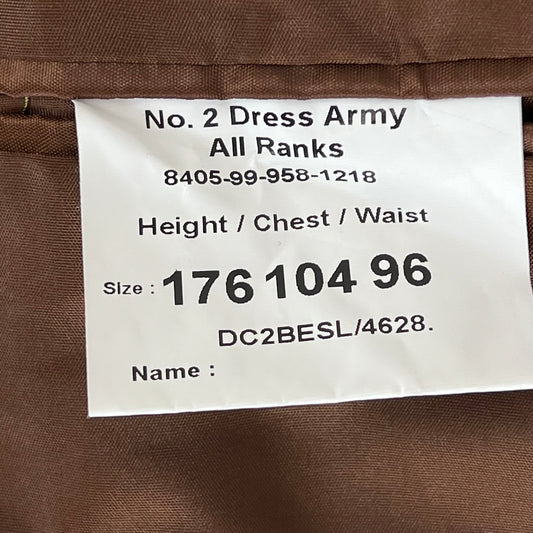 No. 2 Dress Army
All Ranks
8405-99-958-1218
Height / Chest / Waist
Size : 176 104 96
DC2BESL/4628.
Name :